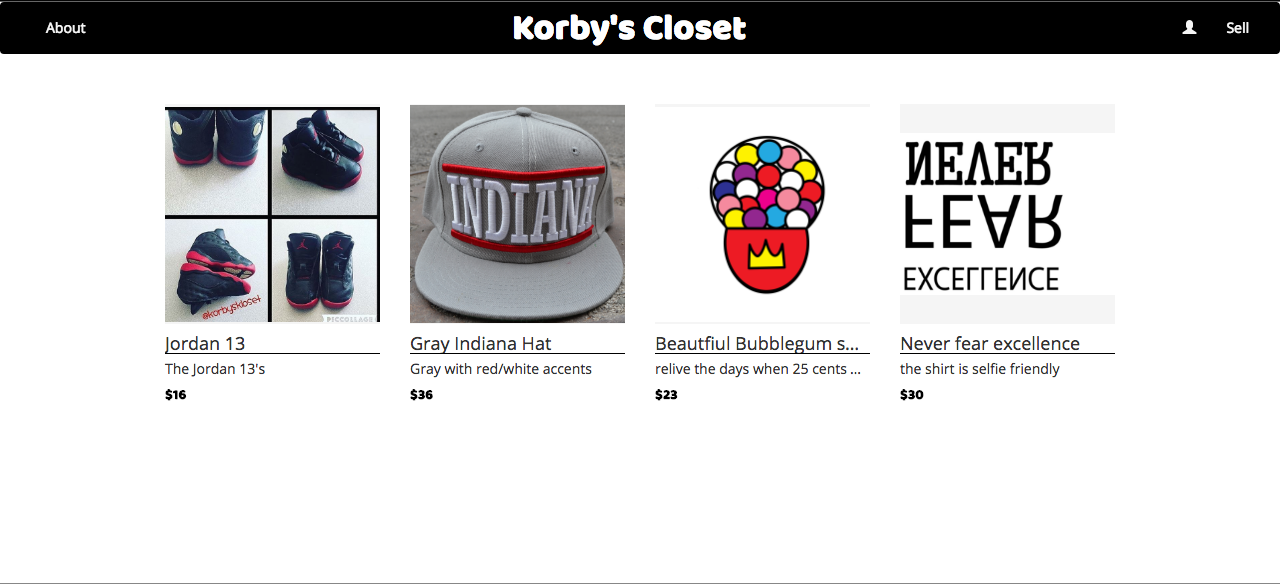 About
Korby's Closet
Sell
@korbyskloset
PICCOLLAGE
INDIANA
NEVER
FEAR
EXCELLENCE
Jordan 13
Gray Indiana Hat
Beautfiul Bubblegum s...
Never fear excellence
The Jordan 13's
Gray with red/white accents
relive the days when 25 cents ...
the shirt is selfie friendly
$16
$36
$23
$30